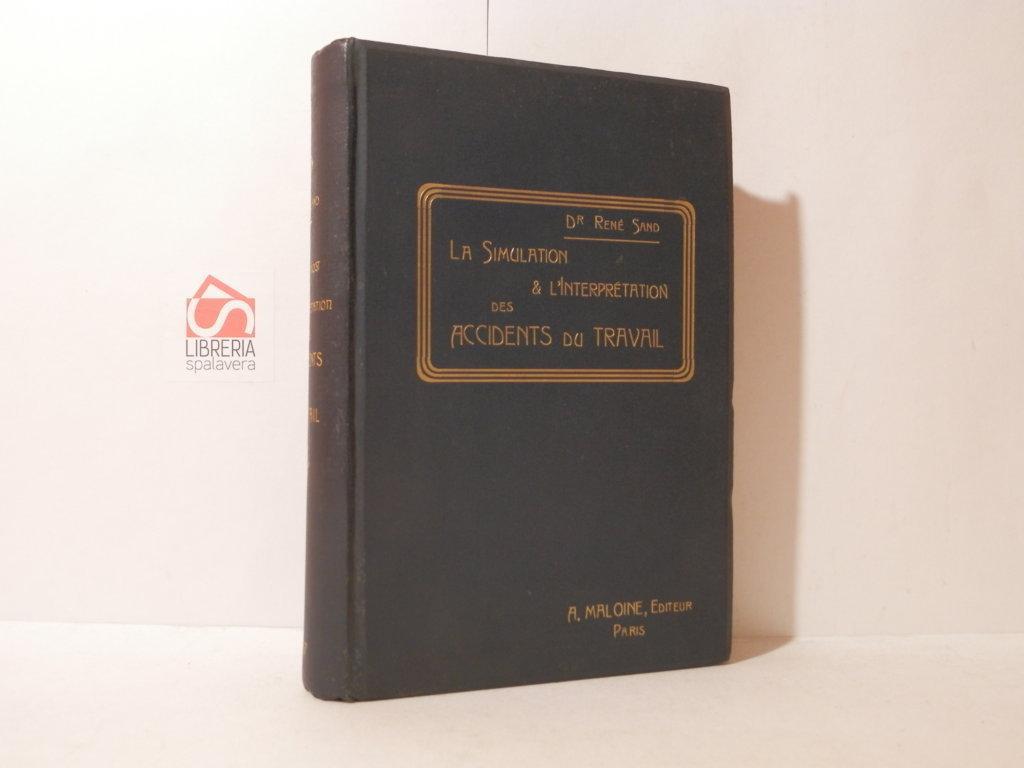 Dr René Sand
La Simulation
& l'Interprétation
des
ACCIDENTS DU TRAVAIL
A. MALOINE, Editeur
Paris
LIBRERIA
spalavera